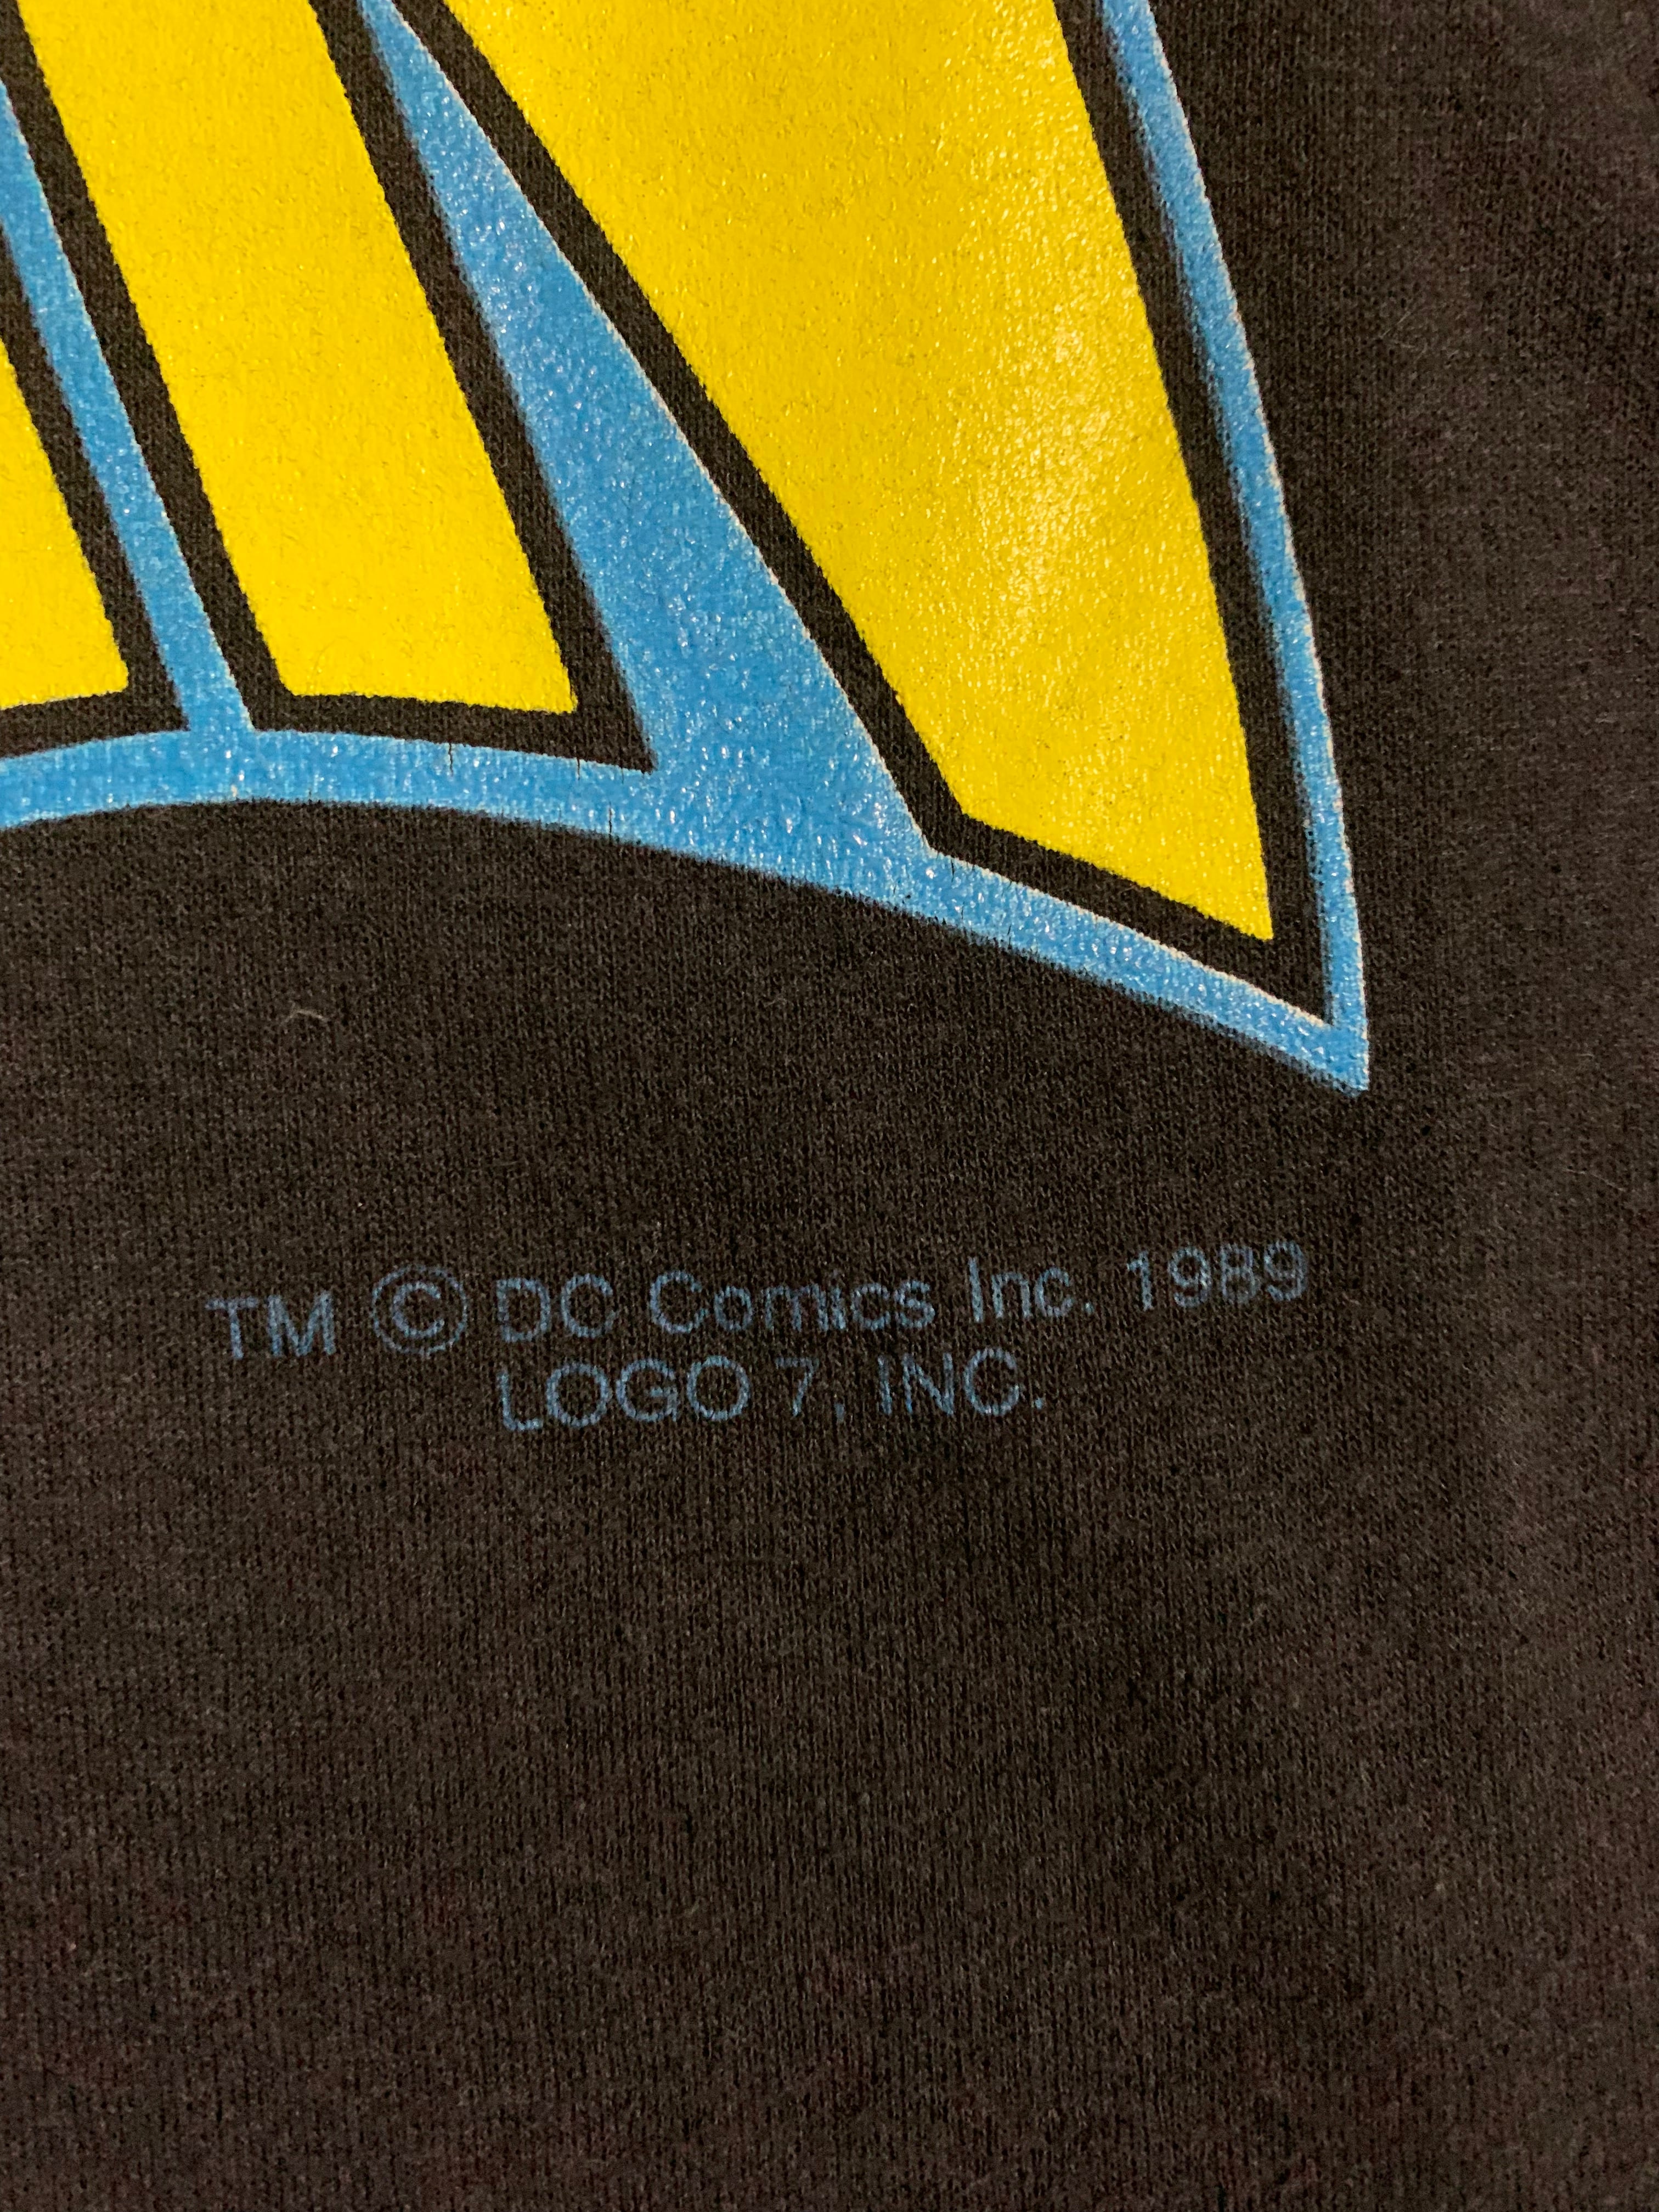 TM © DC Comics Inc. 1989
LOGO 7, INC.